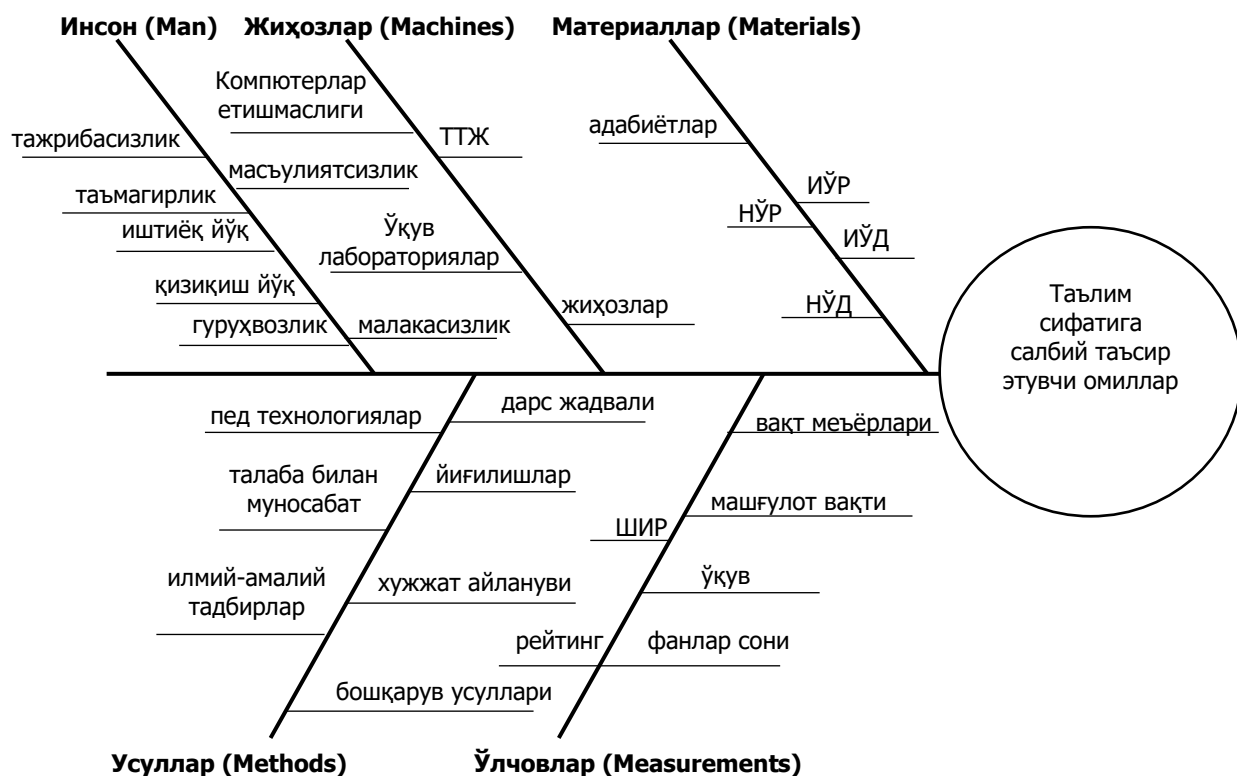 Инсон (Man)
Жиҳозлар (Machines)
Материаллар (Materials)
Компютерлар
етишмаслиги
тажрибасизлик
ТТЖ
адабиётлар
масъулиятсизлик
таъмагирлик
ИЎР
НЎР
иштиёқ йўқ
Ўқув
лабораториялар
ИЎД
қизиқиш йўқ
жиҳозлар
НЎД
гуруҳвозлик
малакасизлик
Таълим
сифатига
салбий таъсир
этувчи омиллар
пед технологиялар
дарс жадвали
вақт меъёрлари
талаба билан
муносабат
йиғилишлар
машғулот вақти
ШИР
илмий-амалий
тадбирлар
хужжат айлануви
ўқув
рейтинг
фанлар сони
бошқарув усуллари
Усуллар (Methods)
Ўлчовлар (Measurements)